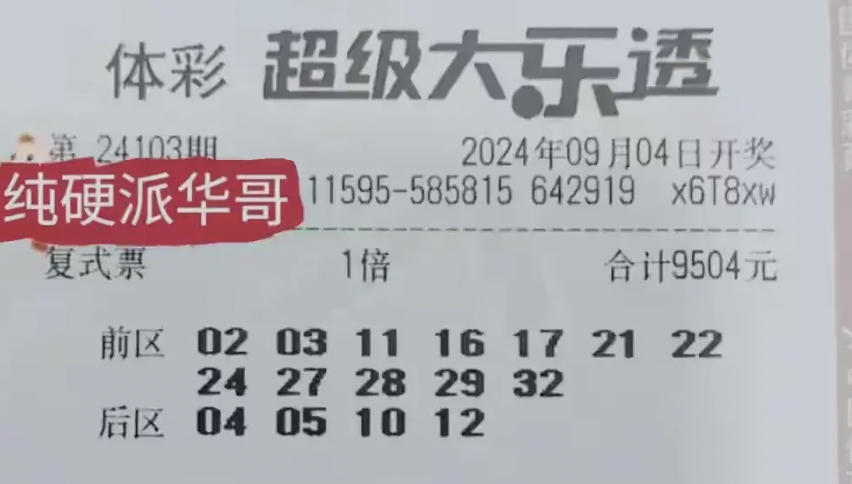 体彩 超级大乐透
第 24103期 2024年09月04日开奖
纯硬派华哥 11595-585815 642919 x6T8xw
复式票 1倍 合计9504元
前区 02 03 11 16 17 21 22
24 27 28 29 32
后区 04 05 10 12